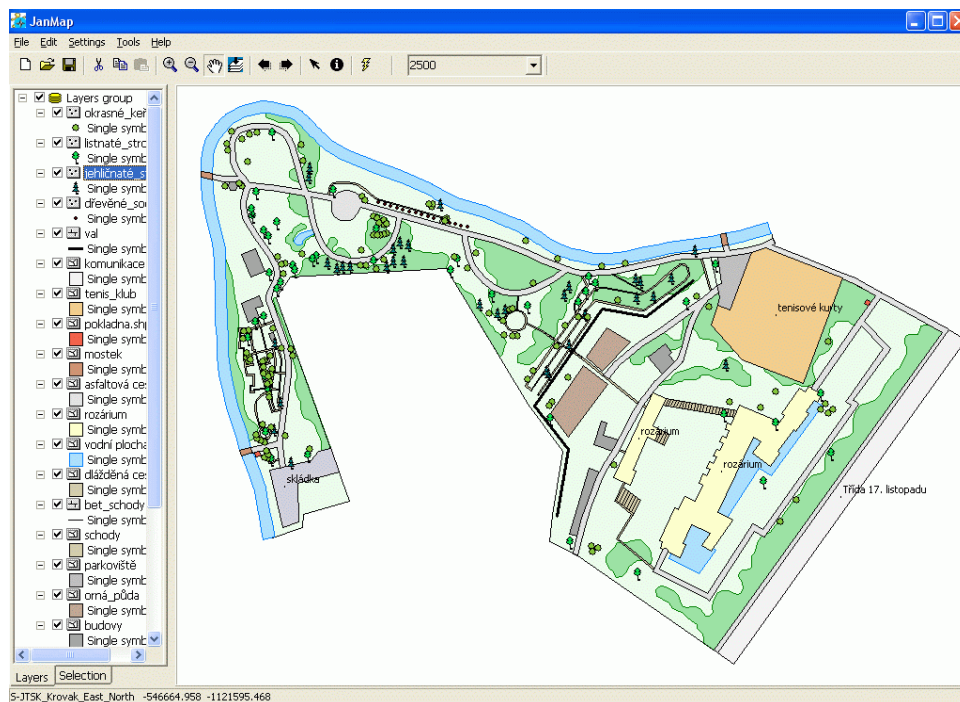 JanMap
File Edit Settings Tools Help
2500
Layers group
okrasné_keř
Single symb
listnaté_stro
Single symb
jehličnaté_s
Single symb
dřevěné_so
Single symb
val
Single symb
komunikace
Single symb
tenis_klub
Single symb
pokladna.shp
Single symb
mostek
Single symb
asfaltová ces
Single symb
rozárium
Single symb
vodní plocha
Single symb
dlážděná ces
Single symb
bet_schody
Single symb
schody
Single symb
parkoviště
Single symb
orná_půda
Single symb
budovy
Single symb
Layers Selection
tenisové kurty
rozárium
rozárium
skládka
Třída 17. listopadu
S-JTSK_Krovak_East_North -546664.958 -1121595.468